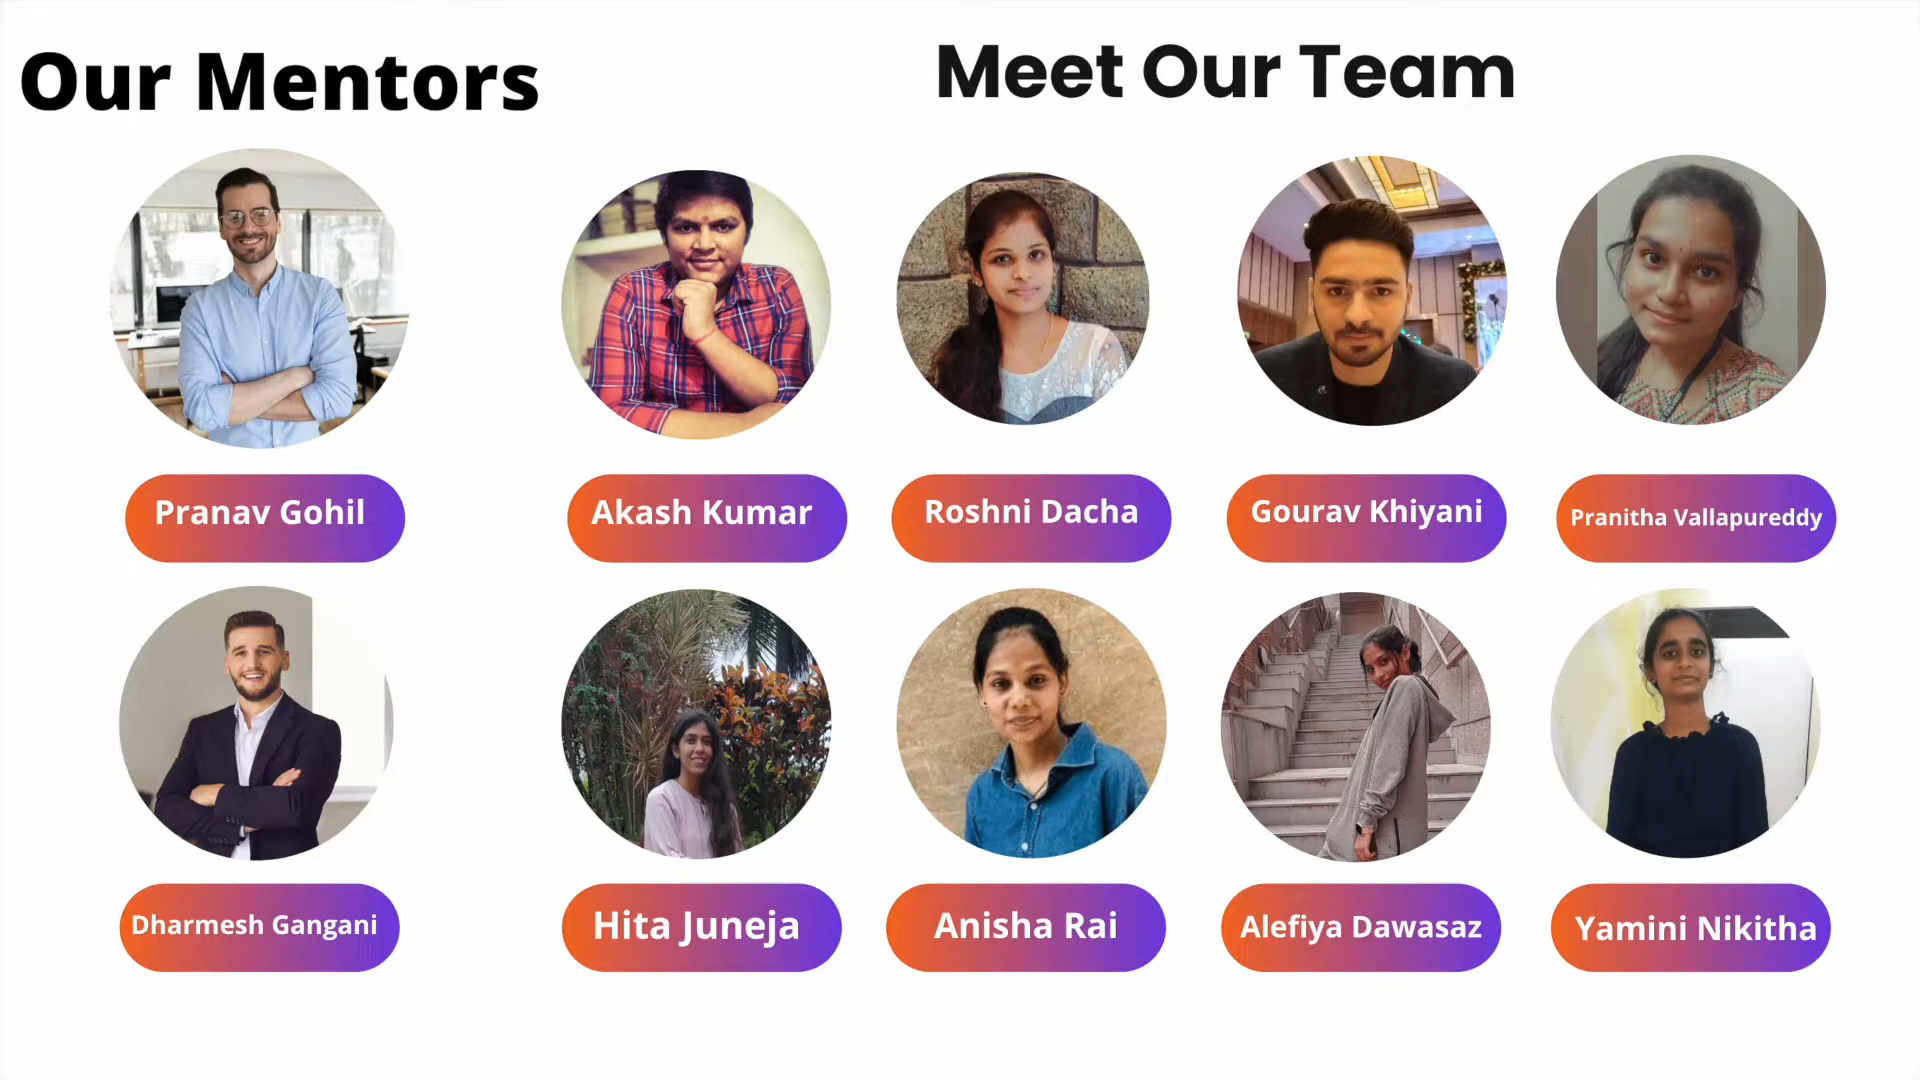 Our Mentors
Meet Our Team
Pranav Gohil
Akash Kumar
Roshni Dacha
Gourav Khiyani
Pranitha Vallapureddy
Dharmesh Gangani
Hita Juneja
Anisha Rai
Alefiya Dawasaz
Yamini Nikitha